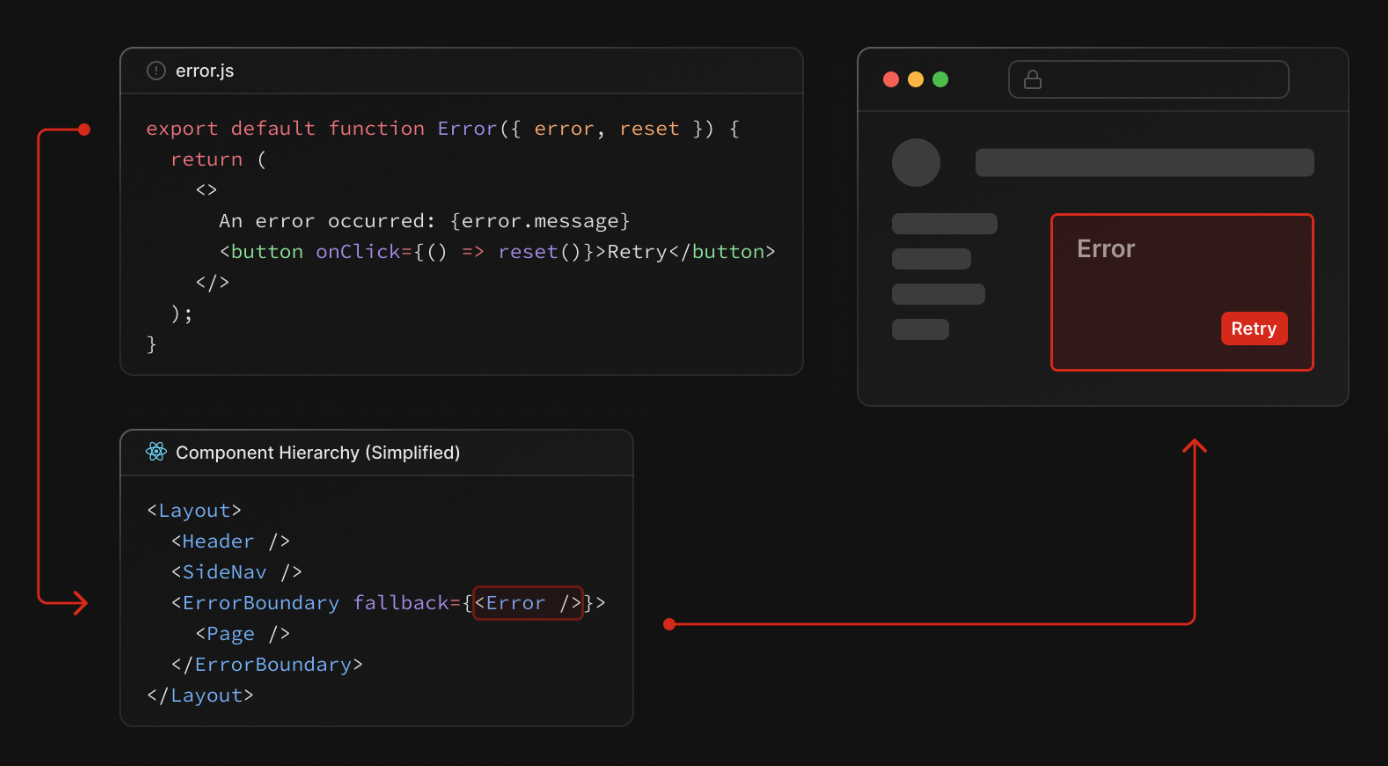 error.js
export default function Error({ error, reset }) {
  return (
    <>
      An error occurred: {error.message}
      <button onClick={() => reset()}>Retry</button>
    </>
  );
}
Error
Retry
Component Hierarchy (Simplified)
<Layout>
  <Header />
  <SideNav />
  <ErrorBoundary fallback={<Error />}>
    <Page />
  </ErrorBoundary>
</Layout>